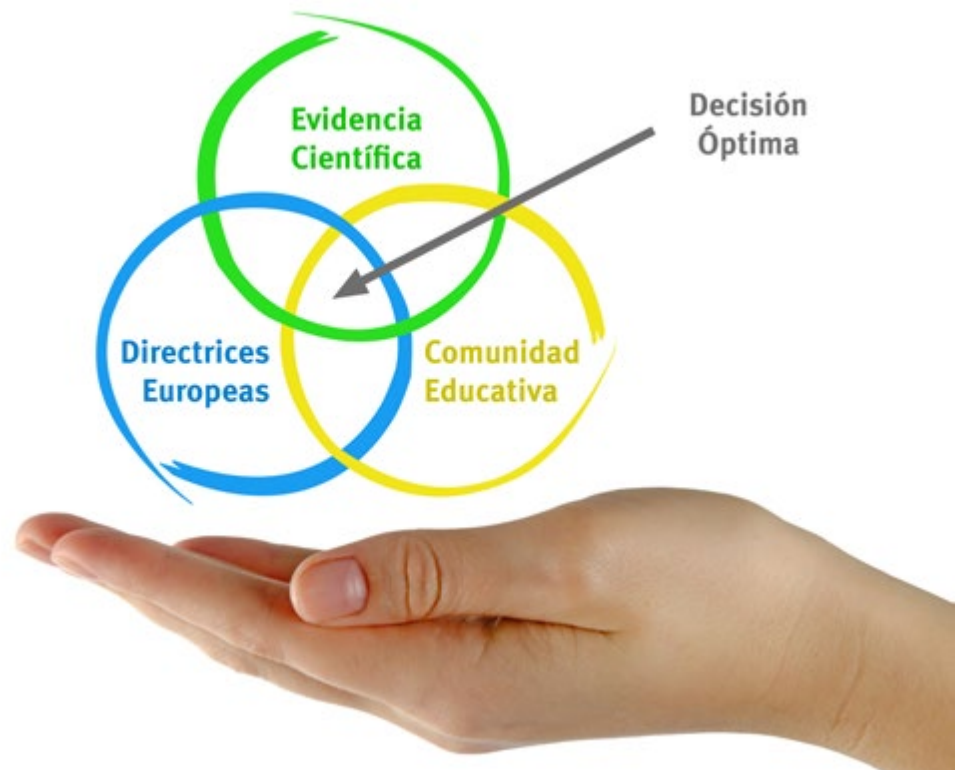 Evidencia
Científica
Decisión
Óptima
Directrices
Europeas
Comunidad
Educativa